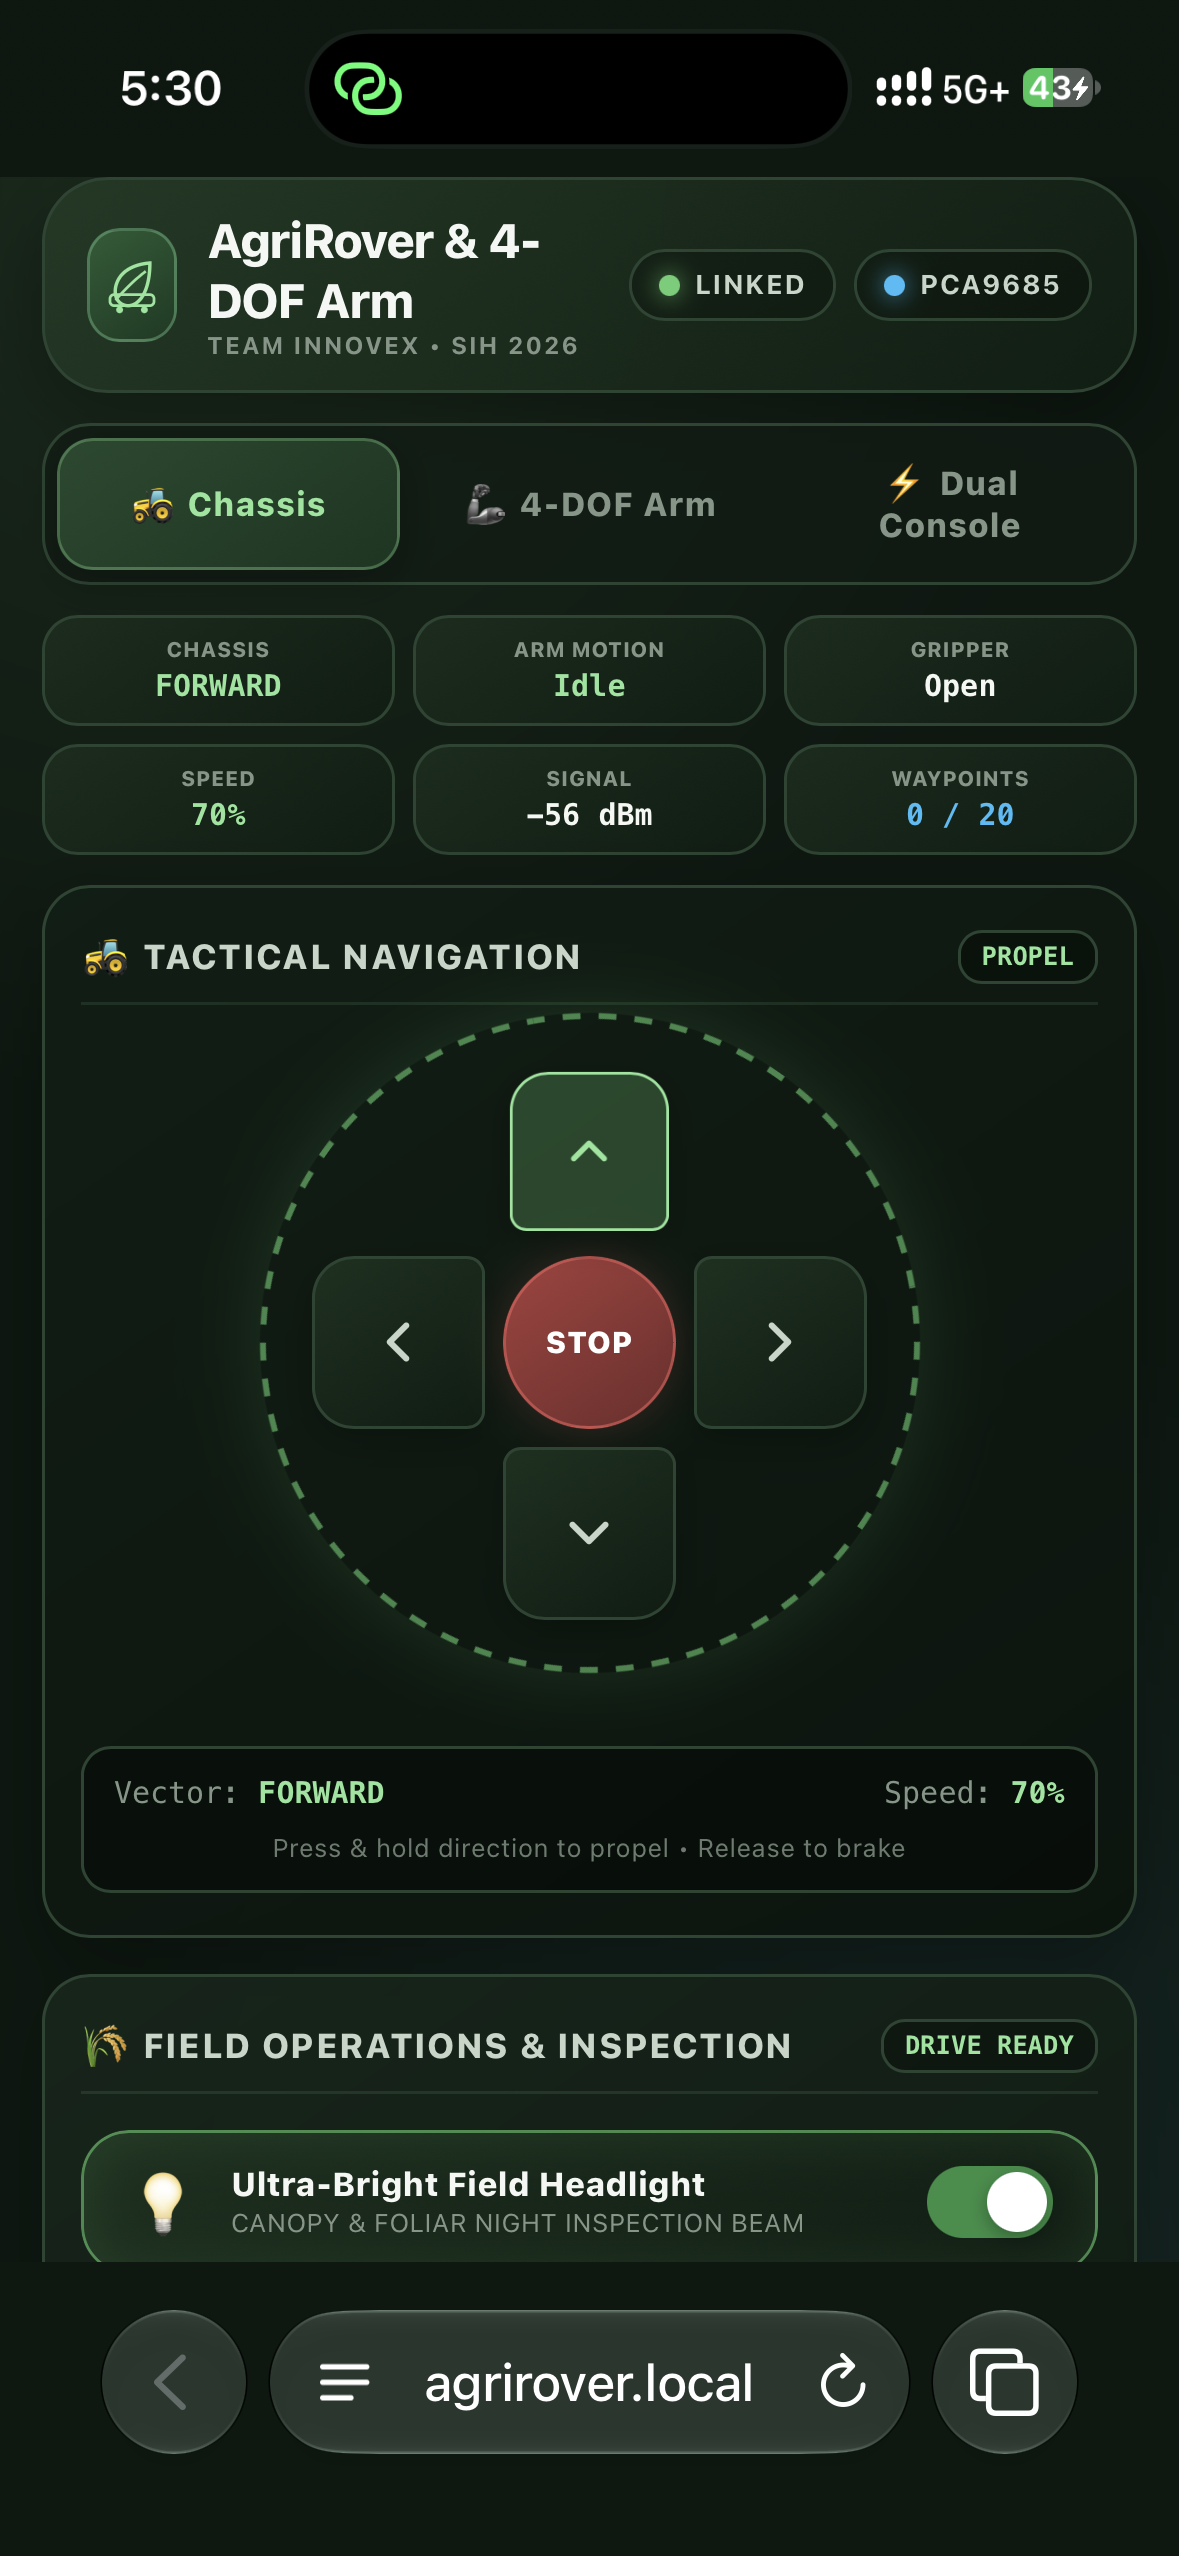 5:30
5G+
43
AgriRover & 4-
DOF Arm
TEAM INNOVEX • SIH 2026
LINKED
PCA9685
Chassis
4-DOF Arm
Dual
Console
CHASSIS
FORWARD
ARM MOTION
Idle
GRIPPER
Open
SPEED
70%
SIGNAL
−56 dBm
WAYPOINTS
0 / 20
TACTICAL NAVIGATION
PROPEL
STOP
Vector: FORWARD
Speed: 70%
Press & hold direction to propel • Release to brake
FIELD OPERATIONS & INSPECTION
DRIVE READY
Ultra-Bright Field Headlight
CANOPY & FOLIAR NIGHT INSPECTION BEAM
agrirover.local